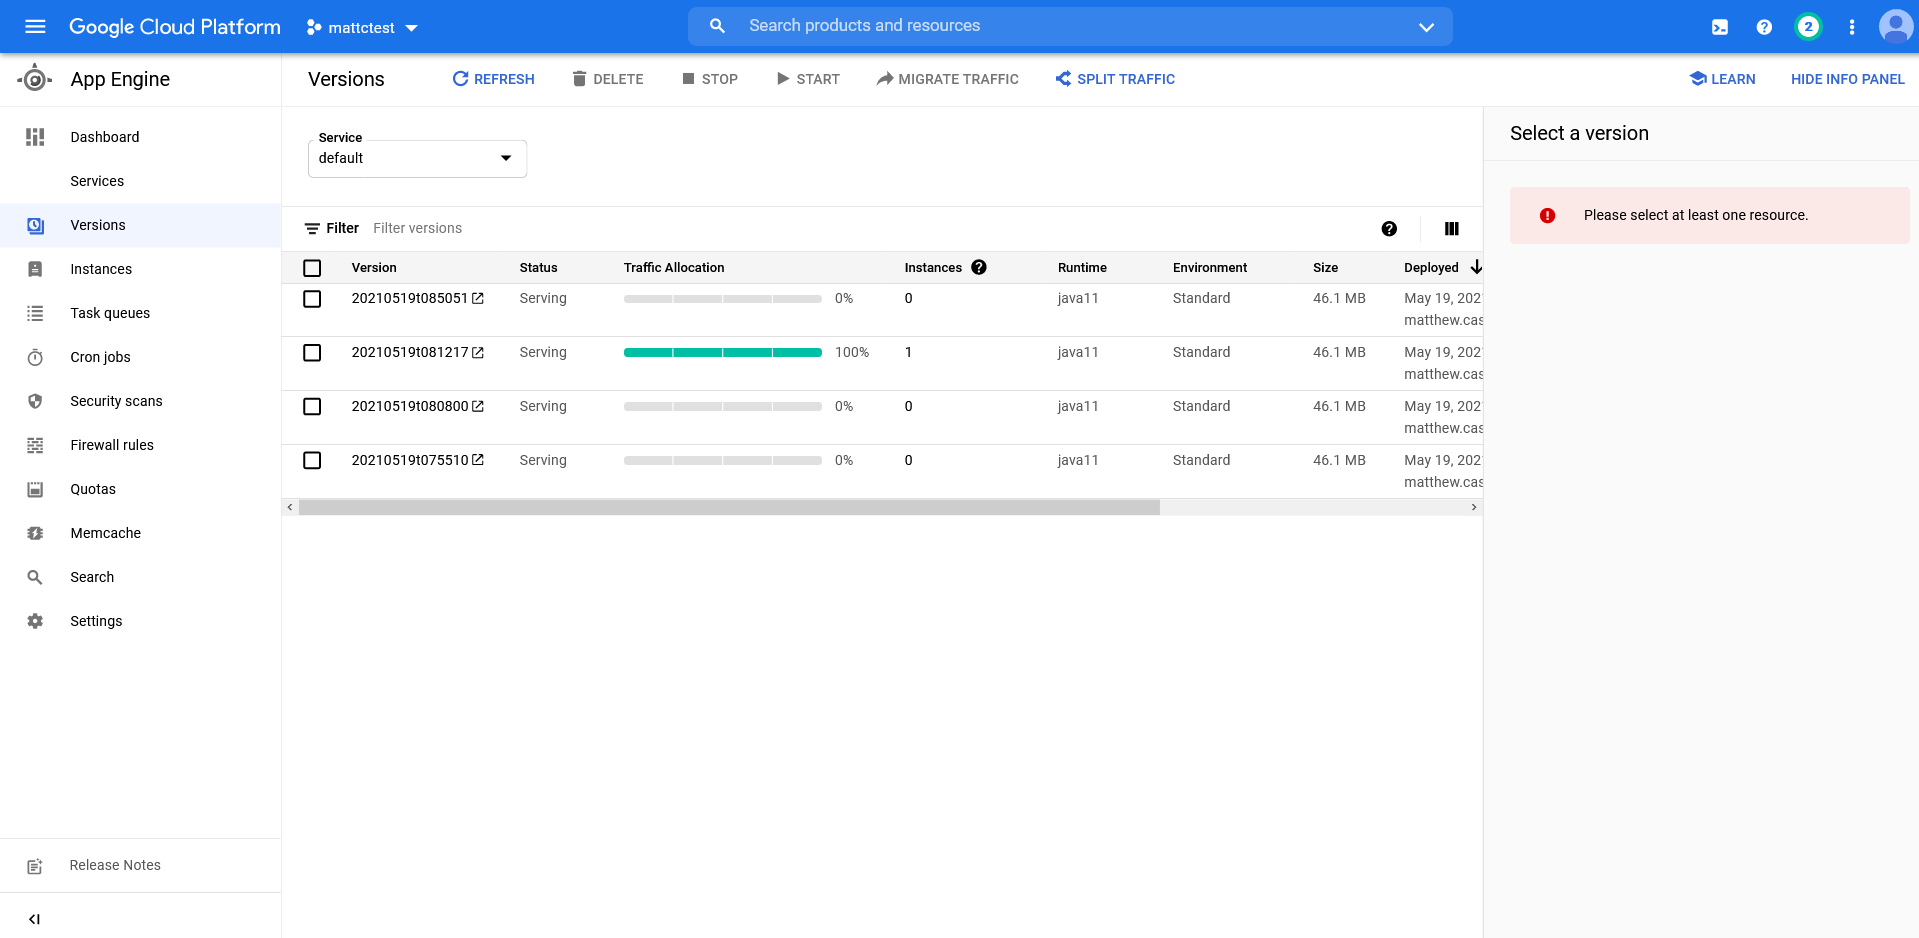 Google Cloud Platform
mattctest
Search products and resources
2
App Engine
Versions
REFRESH
DELETE
STOP
START
MIGRATE TRAFFIC
SPLIT TRAFFIC
LEARN
HIDE INFO PANEL
Dashboard
Services
Versions
Instances
Task queues
Cron jobs
Security scans
Firewall rules
Quotas
Memcache
Search
Settings
Release Notes
Service
default
Filter Filter versions
Version Status Traffic Allocation Instances Runtime Environment Size Deployed
20210519t085051 Serving 0% 0 java11 Standard 46.1 MB May 19, 202
matthew.cas
20210519t081217 Serving 100% 1 java11 Standard 46.1 MB May 19, 202
matthew.cas
20210519t080800 Serving 0% 0 java11 Standard 46.1 MB May 19, 202
matthew.cas
20210519t075510 Serving 0% 0 java11 Standard 46.1 MB May 19, 202
matthew.cas
Select a version
Please select at least one resource.